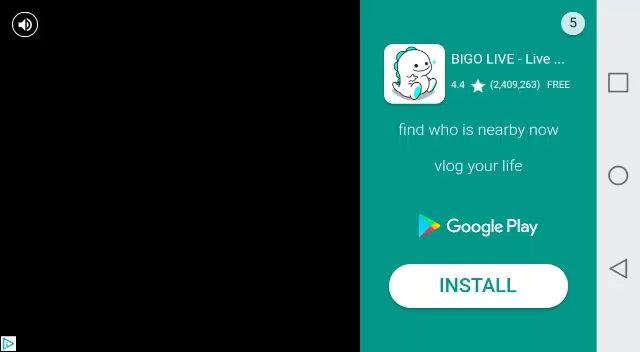 5
BIGO LIVE - Live ...
4.4 (2,409,263) FREE
find who is nearby now
vlog your life
Google Play
INSTALL